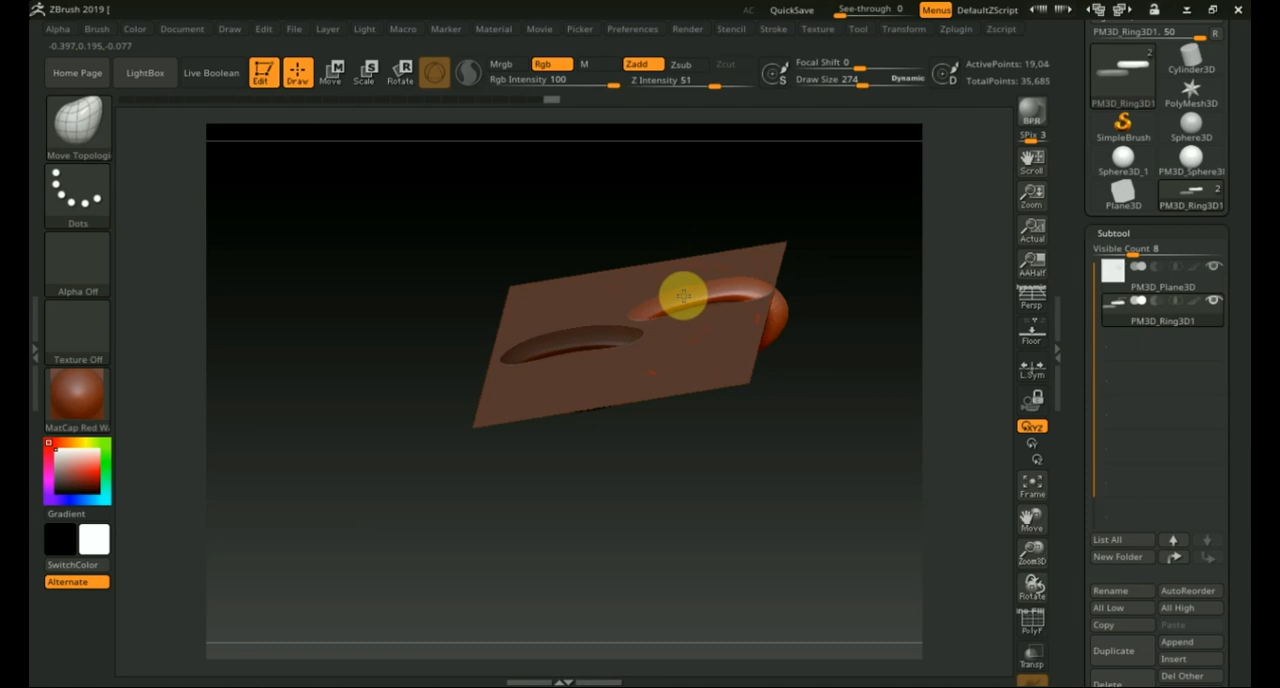 ZBrush 2019 [
AC QuickSave See-through 0 Menus DefaultZScript
Alpha Brush Color Document Draw Edit File Layer Light Macro Marker Material Movie Picker Preferences Render Stencil Stroke Texture Tool Transform Zplugin Zscript
-0.397,0.195,-0.077
Home Page LightBox Live Boolean Edit Draw Move Scale Rotate
Mrgb Rgb M Zadd Zsub Zcut
Rgb Intensity 100 Z Intensity 51
S Focal Shift 0
Draw Size 274 Dynamic D
ActivePoints: 19,04
TotalPoints: 35,685
Move Topologi
Dots
Alpha Off
Texture Off
MatCap Red W
Gradient
SwitchColor
Alternate
BPR
SPix 3
Scroll
Zoom
Actual
AAHalf
Persp
Floor
L.Sym
XYZ
Frame
Move
Zoom3D
Rotate
PolyF
Transp
PM3D_Ring3D1. 50 R
2
PM3D_Ring3D1
Cylinder3D
PolyMesh3D
SimpleBrush Sphere3D
Sphere3D_1 PM3D_Sphere3
Plane3D 2
PM3D_Ring3D1
Subtool
Visible Count 8
PM3D_Plane3D
PM3D_Ring3D1
List All
New Folder
Rename AutoReorder
All Low All High
Copy Paste
Duplicate Append
Insert
Delete Del Other